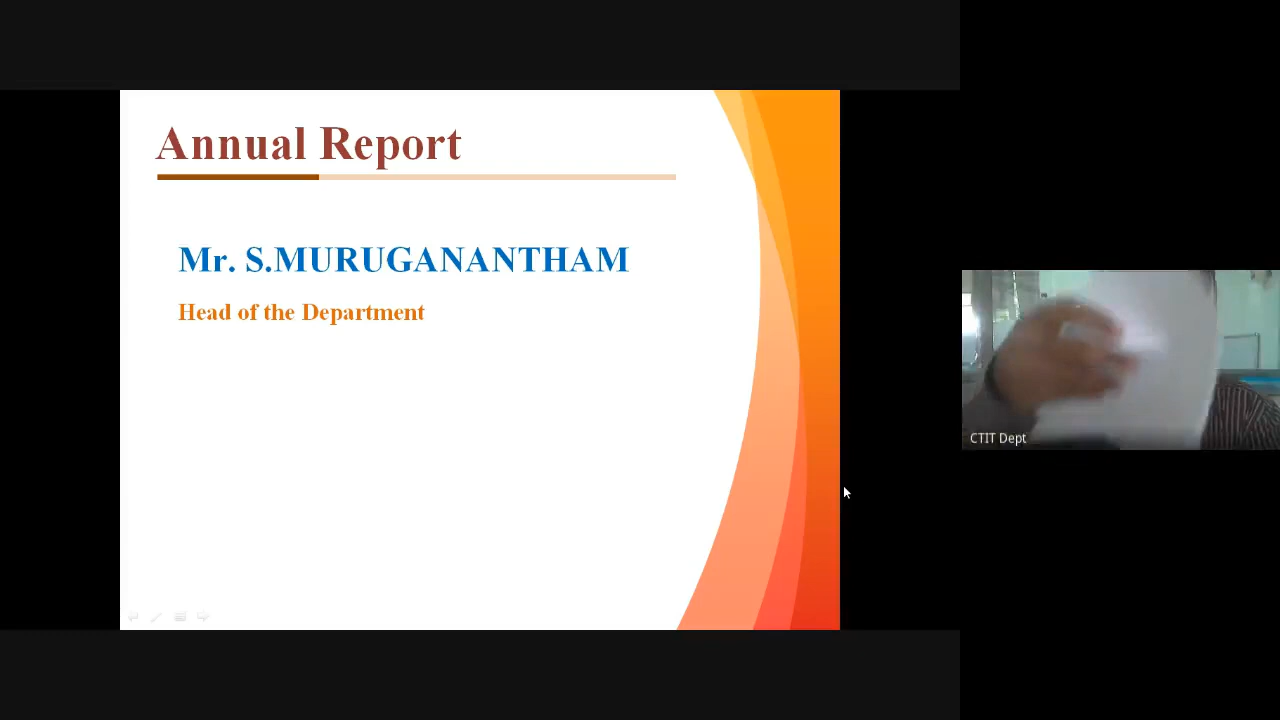 Annual Report
Mr. S.MURUGANANTHAM
Head of the Department
CTIT Dept